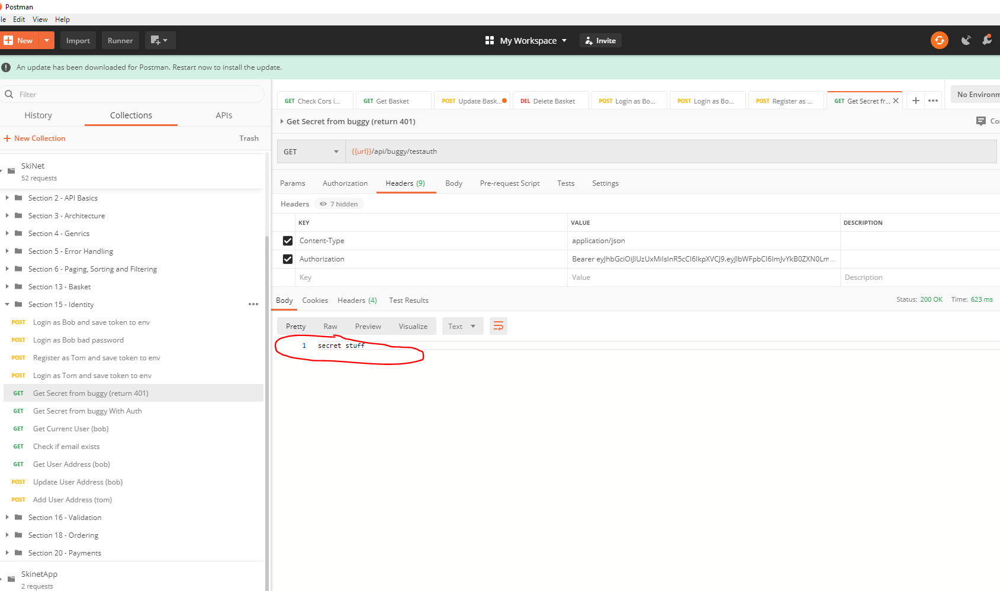 Postman
le Edit View Help
New Import Runner My Workspace Invite
An update has been downloaded for Postman. Restart now to install the update.
Filter
History Collections APIs
New Collection Trash
SkiNet
52 requests
Section 2 - API Basics
Section 3 - Architecture
Section 4 - Genrics
Section 5 - Error Handling
Section 6 - Paging, Sorting and Filtering
Section 13 - Basket
Section 15 - Identity
POST Login as Bob and save token to env
POST Login as Bob bad password
POST Register as Tom and save token to env
POST Login as Tom and save token to env
GET Get Secret from buggy (return 401)
GET Get Secret from buggy With Auth
GET Get Current User (bob)
GET Check if email exists
GET Get User Address (bob)
POST Update User Address (bob)
POST Add User Address (tom)
Section 16 - Validation
Section 18 - Ordering
Section 20 - Payments
SkinetApp
2 requests
GET Check Cors i... GET Get Basket POST Update Bask... DEL Delete Basket POST Login as Bo... POST Login as Bo... POST Register as ... GET Get Secret fr... No Environm
Get Secret from buggy (return 401) Co
GET {{url}}/api/buggy/testauth
Params Authorization Headers (9) Body Pre-request Script Tests Settings
Headers 7 hidden
KEY VALUE DESCRIPTION
Content-Type application/json
Authorization Bearer eyJhbGciOiJIUzUxMiIsInR5cCI6IkpXVCJ9.eyJlbWFpbCI6ImJvYkB0ZXN0Lm...
Key Value Description
Body Cookies Headers (4) Test Results Status: 200 OK Time: 623 ms
Pretty Raw Preview Visualize Text
1 secret stuff